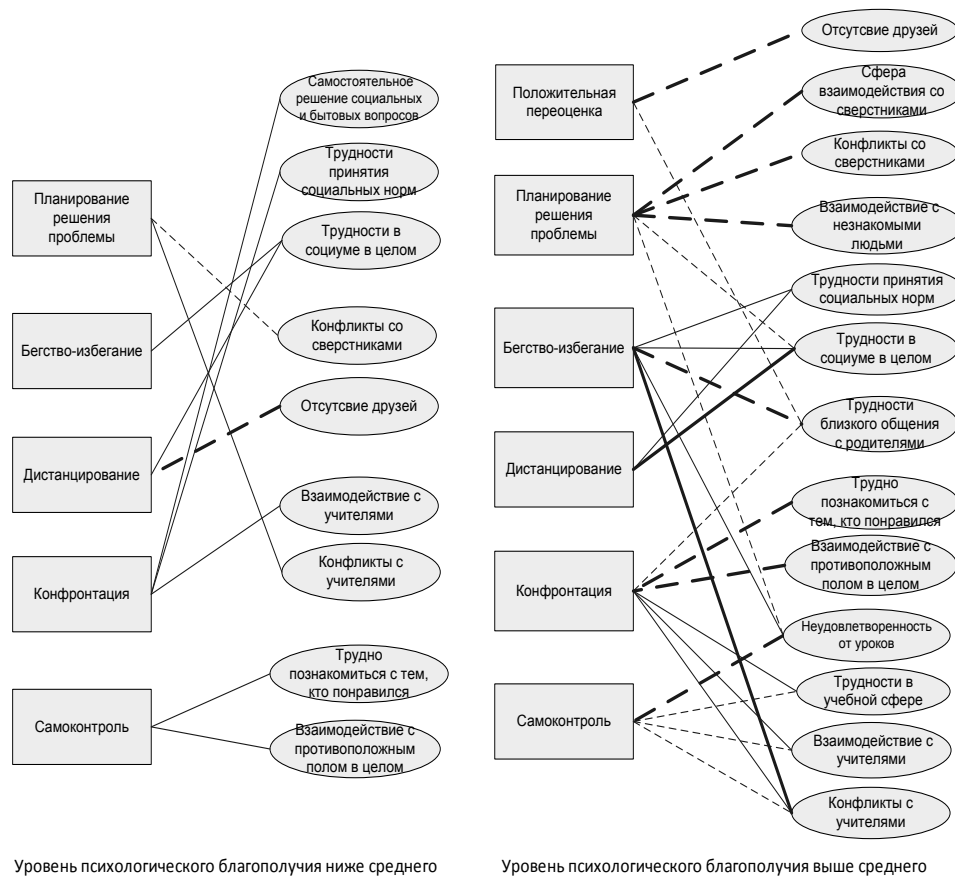 Самостоятельное
решение социальных
и бытовых вопросов
Трудности
принятия
социальных норм
Планирование
решения
проблемы
Трудности в
социуме в целом
Бегство-избегание
Конфликты со
сверстниками
Отсутсвие друзей
Дистанцирование
Взаимодействие с
учителями
Конфронтация
Конфликты с
учителями
Трудно
познакомиться с тем,
кто понравился
Самоконтроль
Взаимодействие с
противоположным
полом в целом
Уровень психологического благополучия ниже среднего
Отсутсвие друзей
Положительная
переоценка
Сфера
взаимодействия со
сверстниками
Конфликты со
сверстниками
Планирование
решения
проблемы
Взаимодействие с
незнакомыми
людьми
Трудности принятия
социальных норм
Бегство-избегание
Трудности в
социуме в целом
Трудности
близкого общения
с родителями
Дистанцирование
Трудно
познакомиться с
тем, кто понравился
Взаимодействие с
противоположным
полом в целом
Конфронтация
Неудовлетворенность
от уроков
Трудности в
учебной сфере
Самоконтроль
Взаимодействие с
учителями
Конфликты с
учителями
Уровень психологического благополучия выше среднего